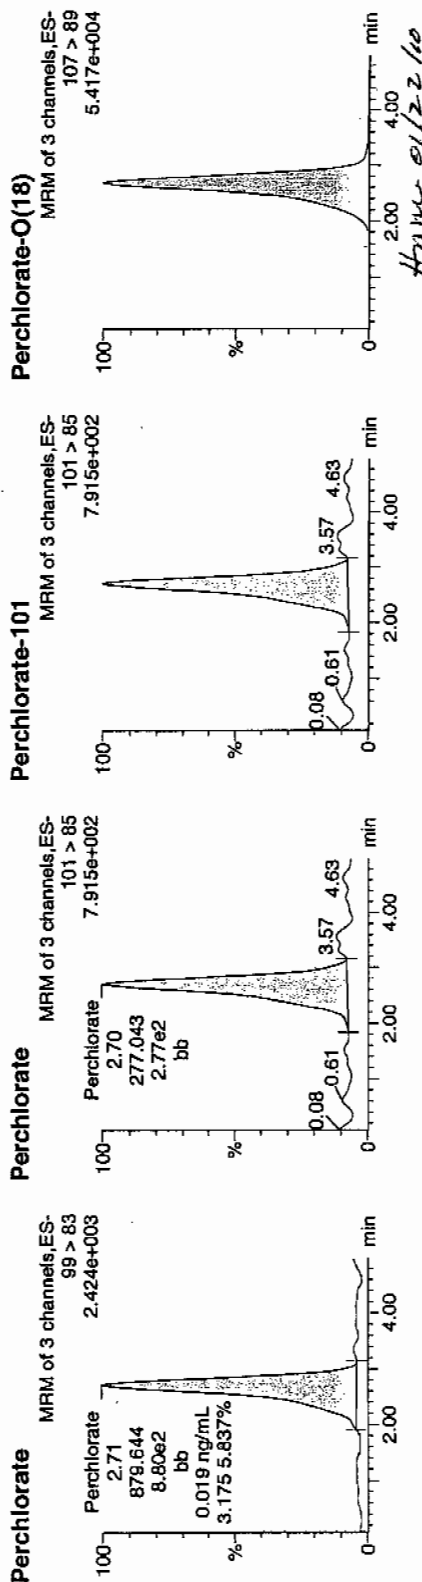 Perchlorate
MRM of 3 channels,ES-
99 > 83
2.424e+003
100
Perchlorate
2.71
879.644
8.80e2
bb
0.019 ng/mL
3.175 5.837%
%
0
2.00
4.00
min
Perchlorate
MRM of 3 channels,ES-
101 > 85
7.915e+002
100
Perchlorate
2.70
277.043
2.77e2
bb
%
0.08
0.61
3.57
4.63
0
2.00
4.00
min
Perchlorate-101
MRM of 3 channels,ES-
101 > 85
7.915e+002
100
%
0.08
0.61
3.57
4.63
0
2.00
4.00
min
Perchlorate-O(18)
MRM of 3 channels,ES-
107 > 89
5.417e+004
100
%
0
2.00
4.00
min
01/22/10